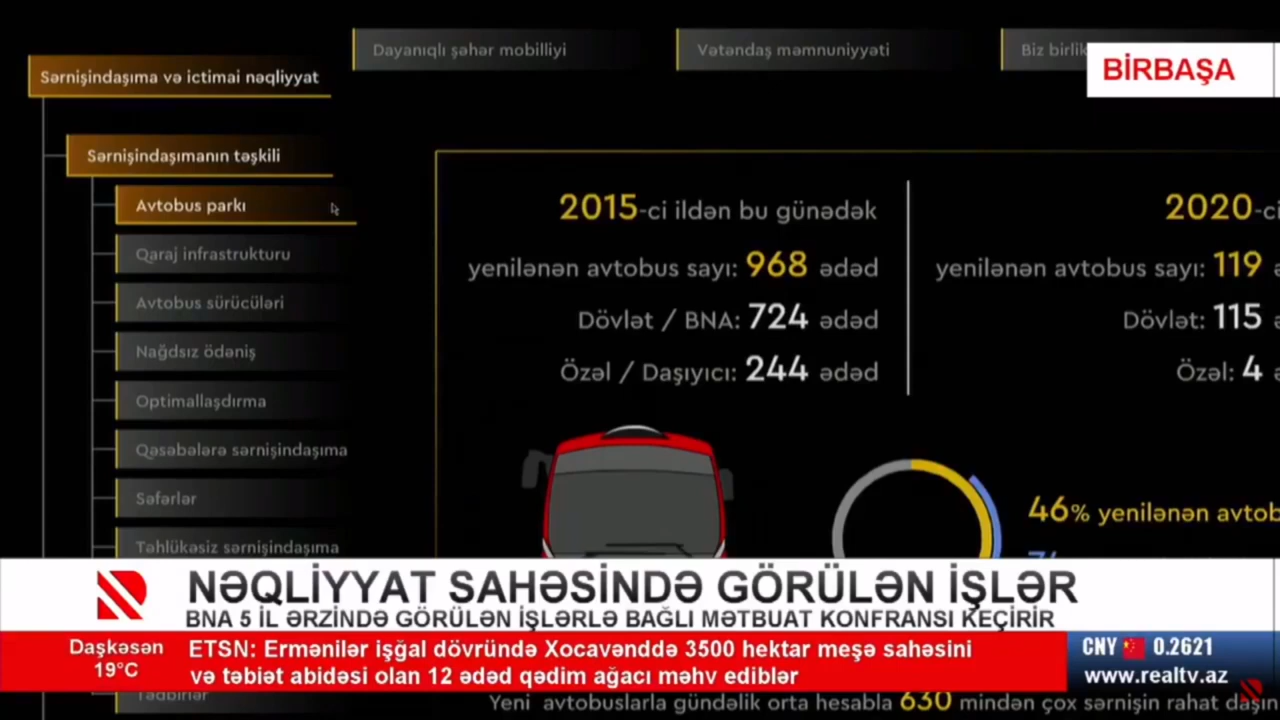 Dayanıqlı şəhər mobilliyi
Vətəndaş məmnuniyyəti
Biz birlik
BİRBAŞA
Sərnişindaşıma və ictimai nəqliyyat
Sərnişindaşımanın təşkili
Avtobus parkı
Qaraj infrastrukturu
Avtobus sürücüləri
Nağdsız ödəniş
Optimallaşdırma
Qəsəbələrə sərnişindaşıma
Səfərlər
Təhlükəsiz sərnişindaşıma
2015-ci ildən bu günədək
yenilənən avtobus sayı: 968 ədəd
Dövlət / BNA: 724 ədəd
Özəl / Daşıyıcı: 244 ədəd
2020-ci
yenilənən avtobus sayı: 119
Dövlət: 115
Özəl: 4
46% yenilənən avtob
NƏQLİYYAT SAHƏSİNDƏ GÖRÜLƏN İŞLƏR
BNA 5 İL ƏRZİNDƏ GÖRÜLƏN İŞLƏRLƏ BAĞLI MƏTBUAT KONFRANSI KEÇİRİR
Daşkəsən
19°C
ETSN: Ermənilər işğal dövründə Xocavənddə 3500 hektar meşə sahəsini
və təbiət abidəsi olan 12 ədəd qədim ağacı məhv ediblər
CNY 0.2621
www.realtv.az
Tədbirlər
Yeni avtobuslarla gündəlik orta hesabla 630 mindən çox sərnişin rahat daşın